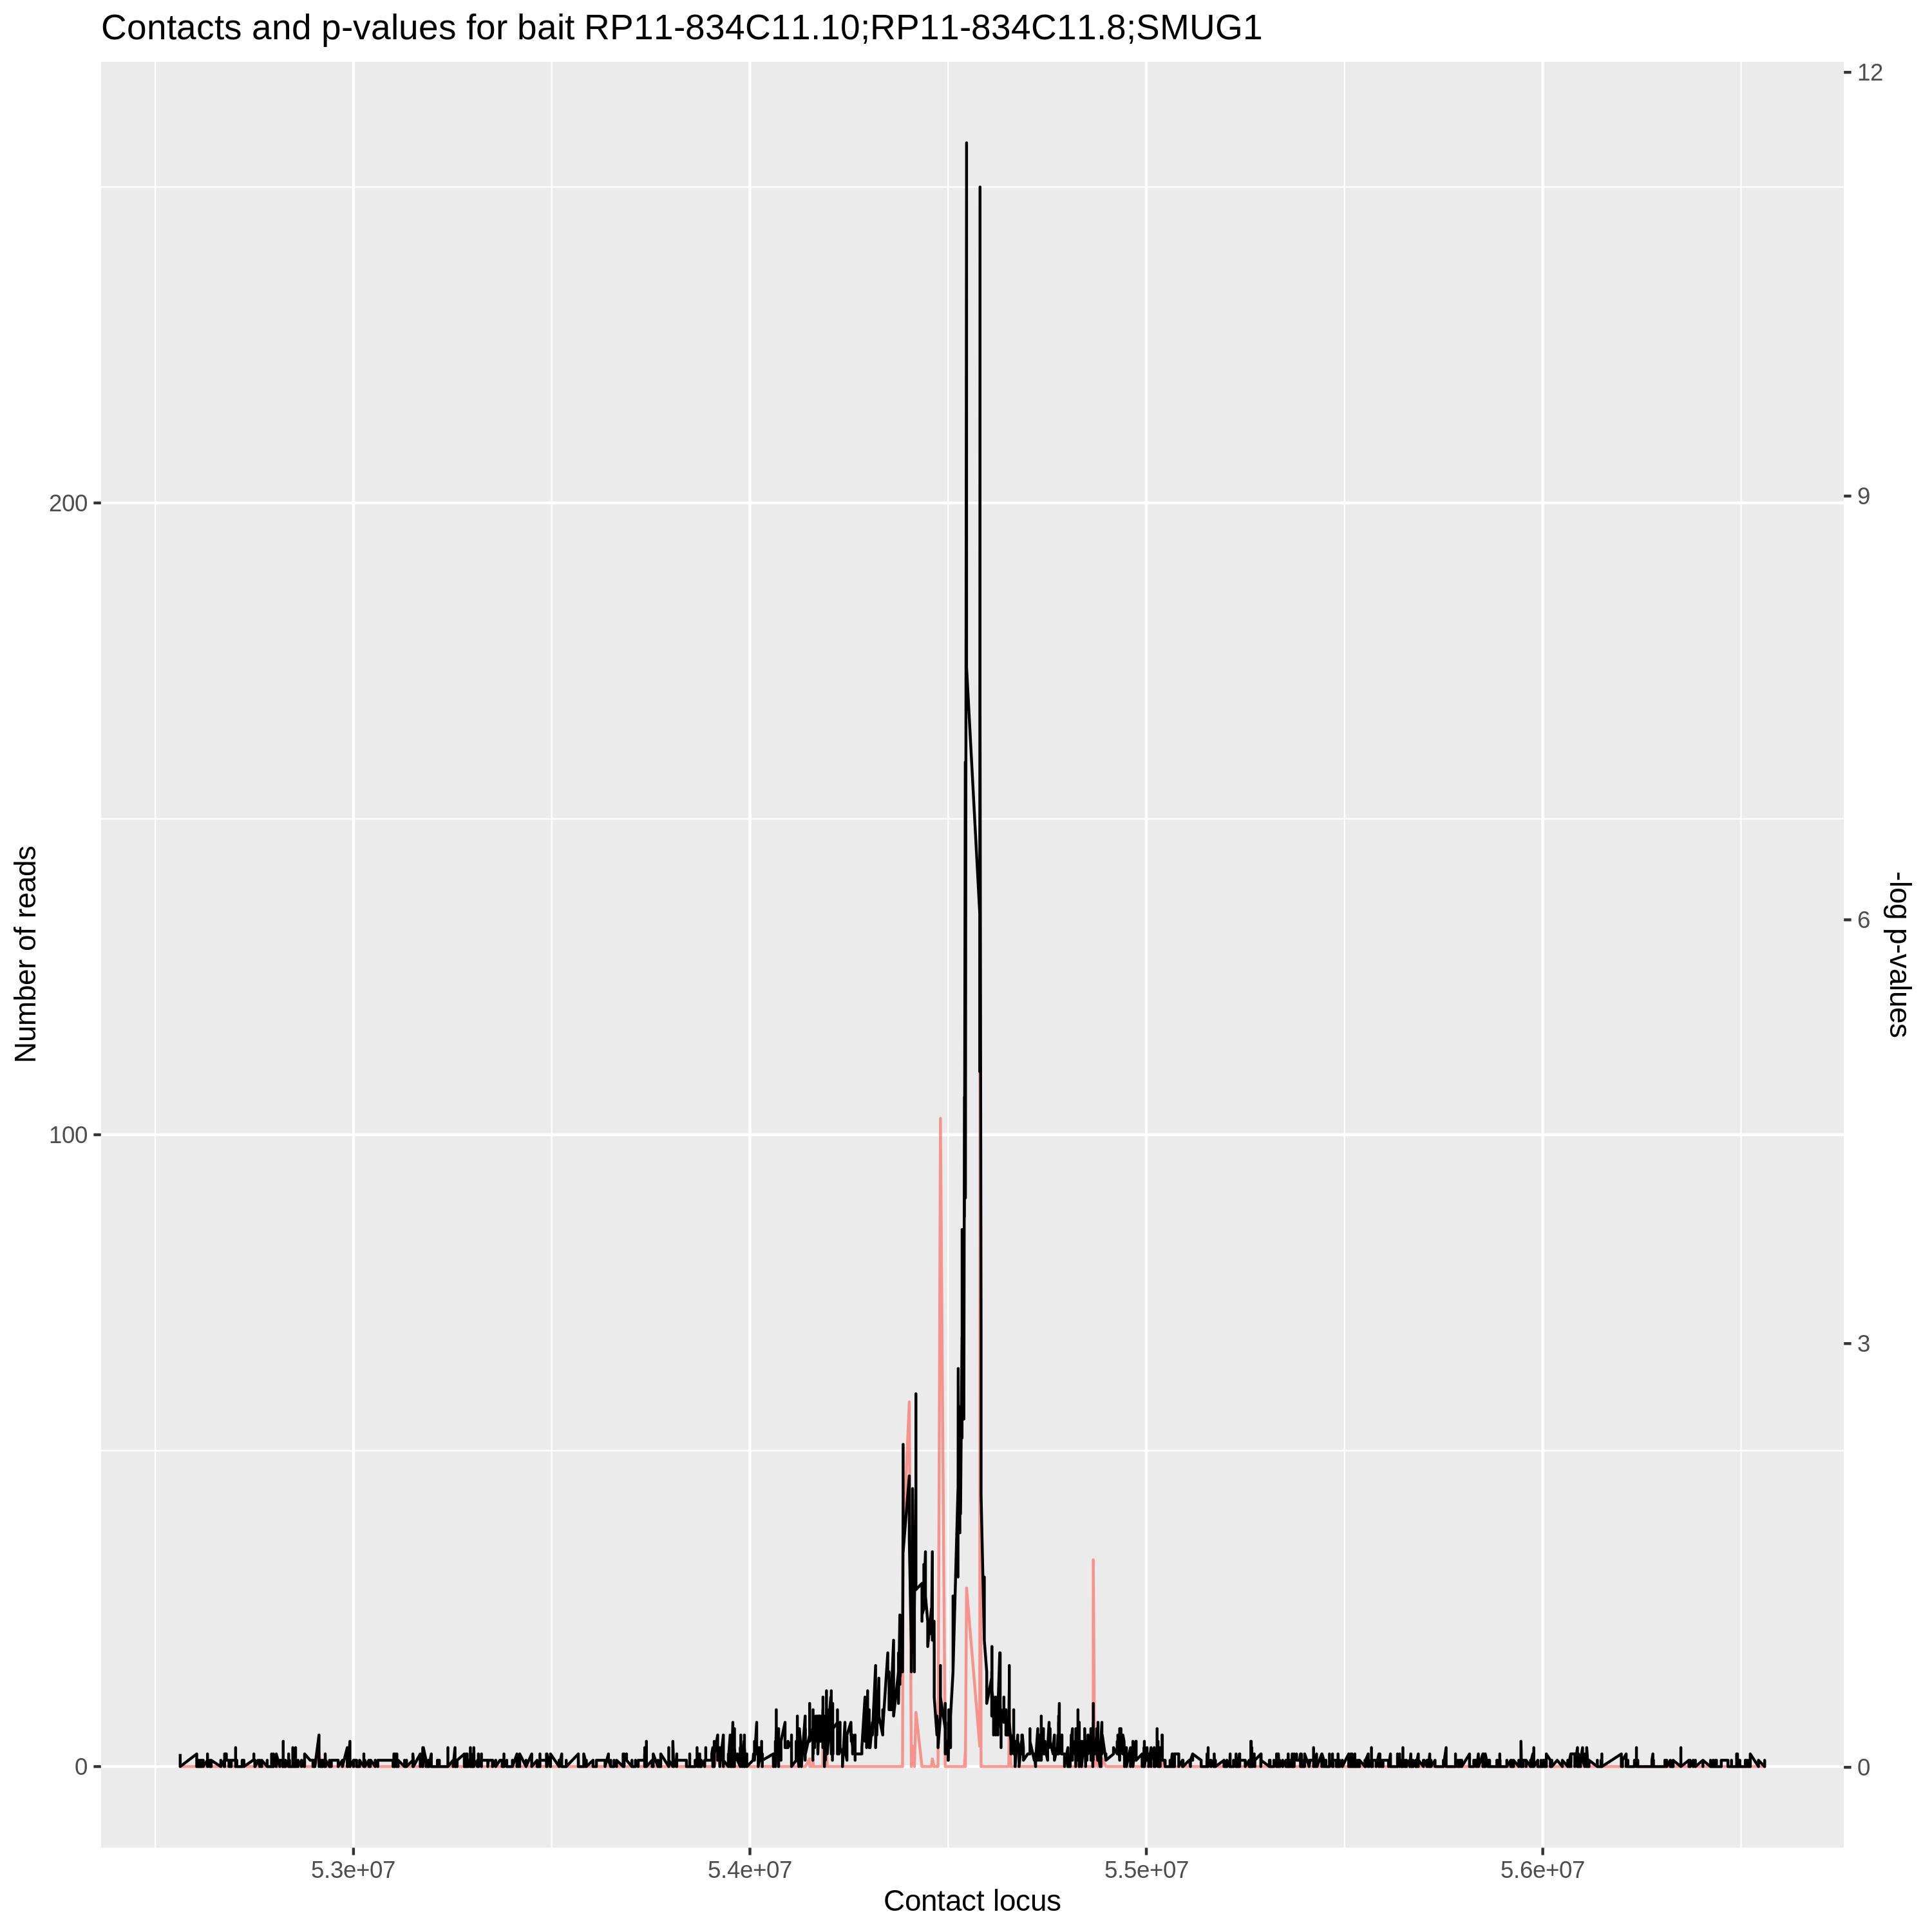 Contacts and p-values for bait RP11-834C11.10;RP11-834C11.8;SMUG1
Number of reads
200
100
0
12
9
6
3
0
-log p-values
5.3e+07
5.4e+07
5.5e+07
5.6e+07
Contact locus